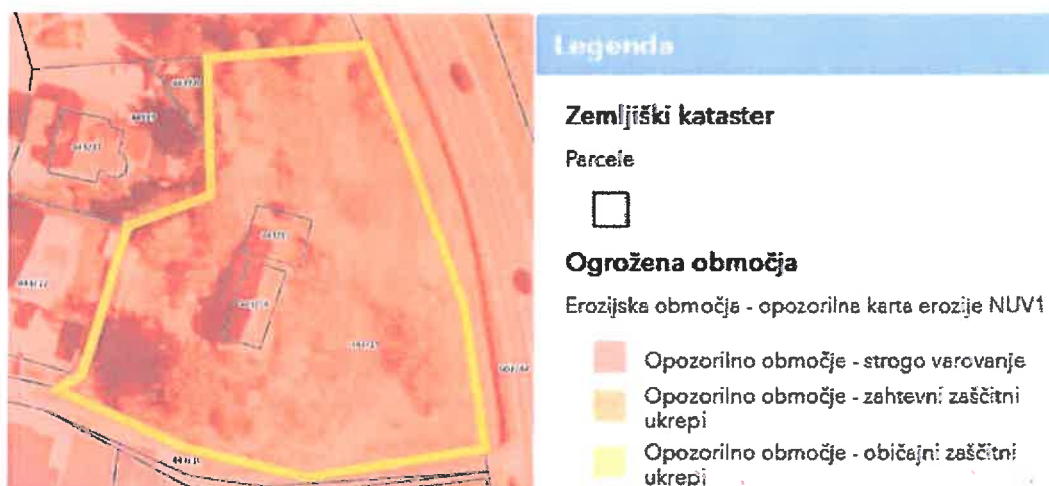 Legenda
Zemljiški kataster
Parcele
Ogrožena območja
Erozijska območja - opozorilna karta erozije NUV1
Opozorilno območje - strogo varovanje
Opozorilno območje - zahtevni zaščitni
ukrepi
Opozorilno območje - običajni zaščitni
ukrepi